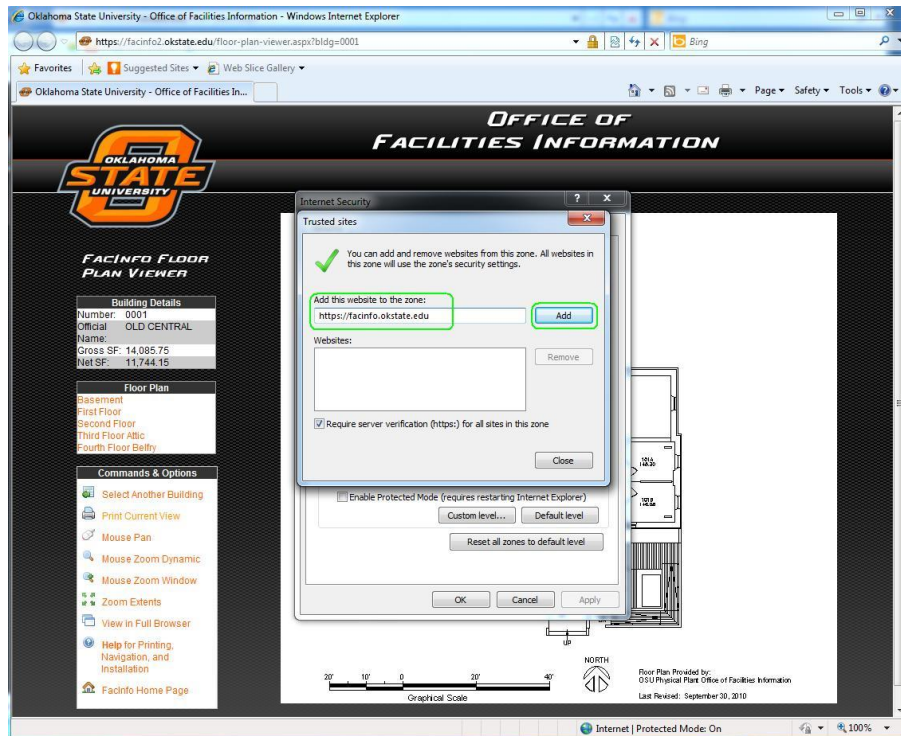 Oklahoma State University - Office of Facilities Information - Windows Internet Explorer
https://facinfo2.okstate.edu/floor-plan-viewer.aspx?bldg=0001
Bing
Favorites
Suggested Sites
Web Slice Gallery
Oklahoma State University - Office of Facilities In...
Page
Safety
Tools
OFFICE OF
FACILITIES INFORMATION
OKLAHOMA
STATE
UNIVERSITY
FACINFO FLOOR
PLAN VIEWER
Building Details
Number: 0001
Official OLD CENTRAL
Name:
Gross SF: 14,085.75
Net SF: 11,744.15
Floor Plan
Basement
First Floor
Second Floor
Third Floor Attic
Fourth Floor Belfry
Commands & Options
Select Another Building
Print Current View
Mouse Pan
Mouse Zoom Dynamic
Mouse Zoom Window
Zoom Extents
View in Full Browser
Help for Printing,
Navigation, and
Installation
FacInfo Home Page
Internet Security
Trusted sites
You can add and remove websites from this zone. All websites in
this zone will use the zone's security settings.
Add this website to the zone:
https://facinfo.okstate.edu
Add
Websites:
Remove
Require server verification (https:) for all sites in this zone
Close
Enable Protected Mode (requires restarting Internet Explorer)
Custom level...
Default level
Reset all zones to default level
OK
Cancel
Apply
UP
20' 10' 0 20' 40'
Graphical Scale
NORTH
Floor Plan Provided by:
OSU Physical Plant Office of Facilities Information
Last Revised: September 30, 2010
Internet | Protected Mode: On
100%